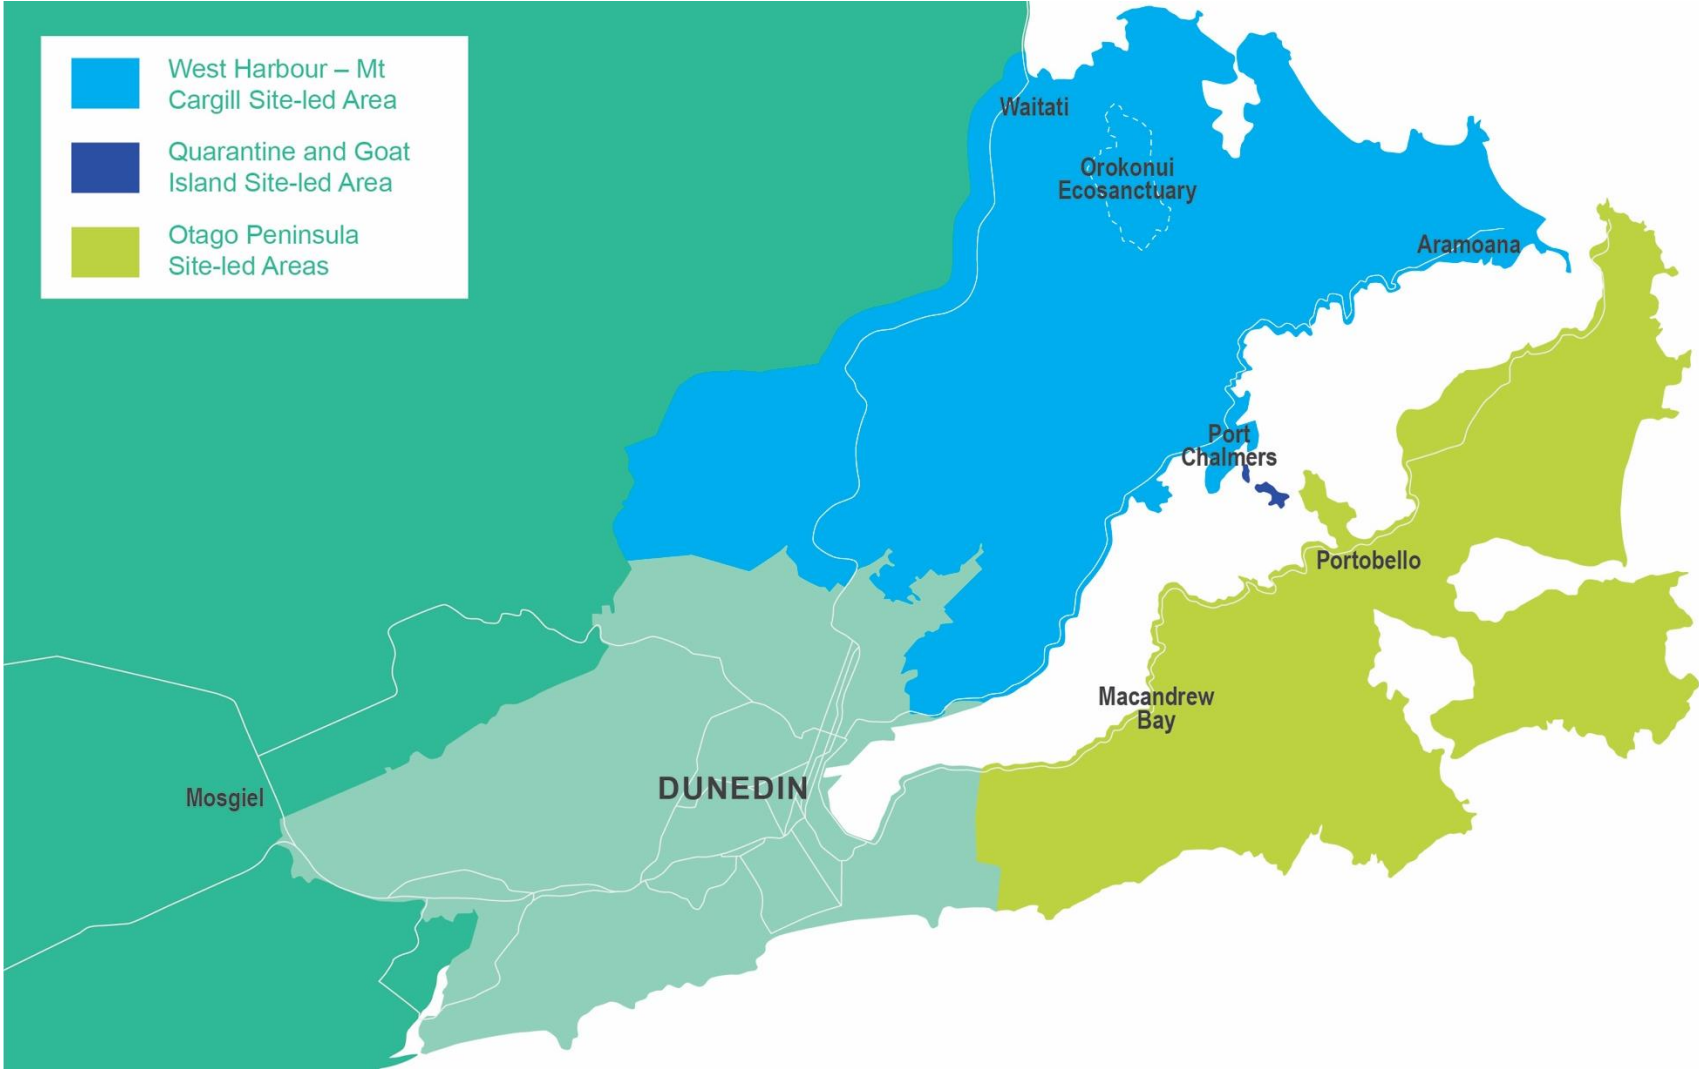 West Harbour – Mt
Cargill Site-led Area
Quarantine and Goat
Island Site-led Area
Otago Peninsula
Site-led Areas
Waitati
Orokonui
Ecosanctuary
Aramoana
Port
Chalmers
Portobello
Macandrew
Bay
DUNEDIN
Mosgiel